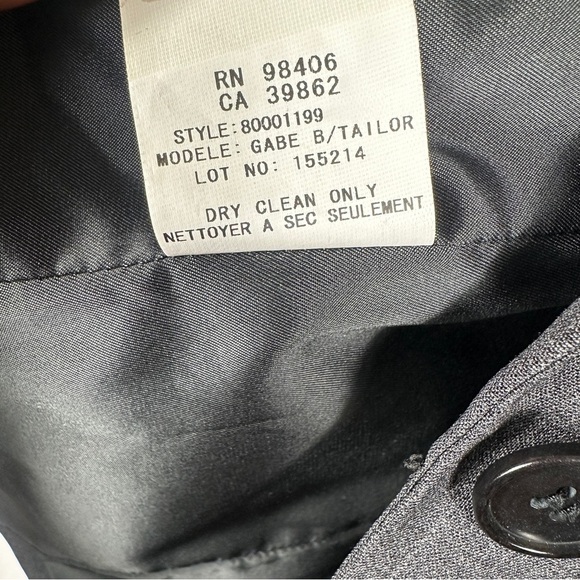 RN 98406
CA 39862
STYLE:80001199
MODELE: GABE B/TAILOR
LOT NO: 155214
DRY CLEAN ONLY
NETTOYER A SEC SEULEMENT